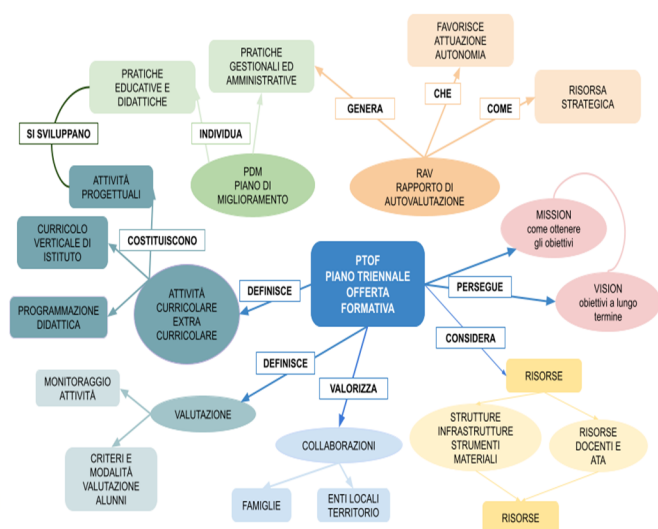 FAVORISCE
ATTUAZIONE
AUTONOMIA
PRATICHE
GESTIONALI ED
AMMINISTRATIVE
PRATICHE
EDUCATIVE E
DIDATTICHE
CHE
RISORSA
STRATEGICA
GENERA
COME
SI SVILUPPANO
INDIVIDUA
PDM
PIANO DI
MIGLIORAMENTO
RAV
RAPPORTO DI
AUTOVALUTAZIONE
ATTIVITÀ
PROGETTUALI
CURRICOLO
VERTICALE DI
ISTITUTO
COSTITUISCONO
MISSION
come ottenere
gli obiettivi
PTOF
PIANO TRIENNALE
OFFERTA
FORMATIVA
DEFINISCE
PERSEGUE
VISION
obiettivi a lungo
termine
ATTIVITÀ
CURRICOLARE
EXTRA
CURRICOLARE
PROGRAMMAZIONE
DIDATTICA
CONSIDERA
DEFINISCE
VALORIZZA
RISORSE
MONITORAGGIO
ATTIVITÀ
VALUTAZIONE
COLLABORAZIONI
STRUTTURE
INFRASTRUTTURE
STRUMENTI
MATERIALI
RISORSE
DOCENTI E
ATA
CRITERI E
MODALITÀ
VALUTAZIONE
ALUNNI
FAMIGLIE
ENTI LOCALI
TERRITORIO
RISORSE